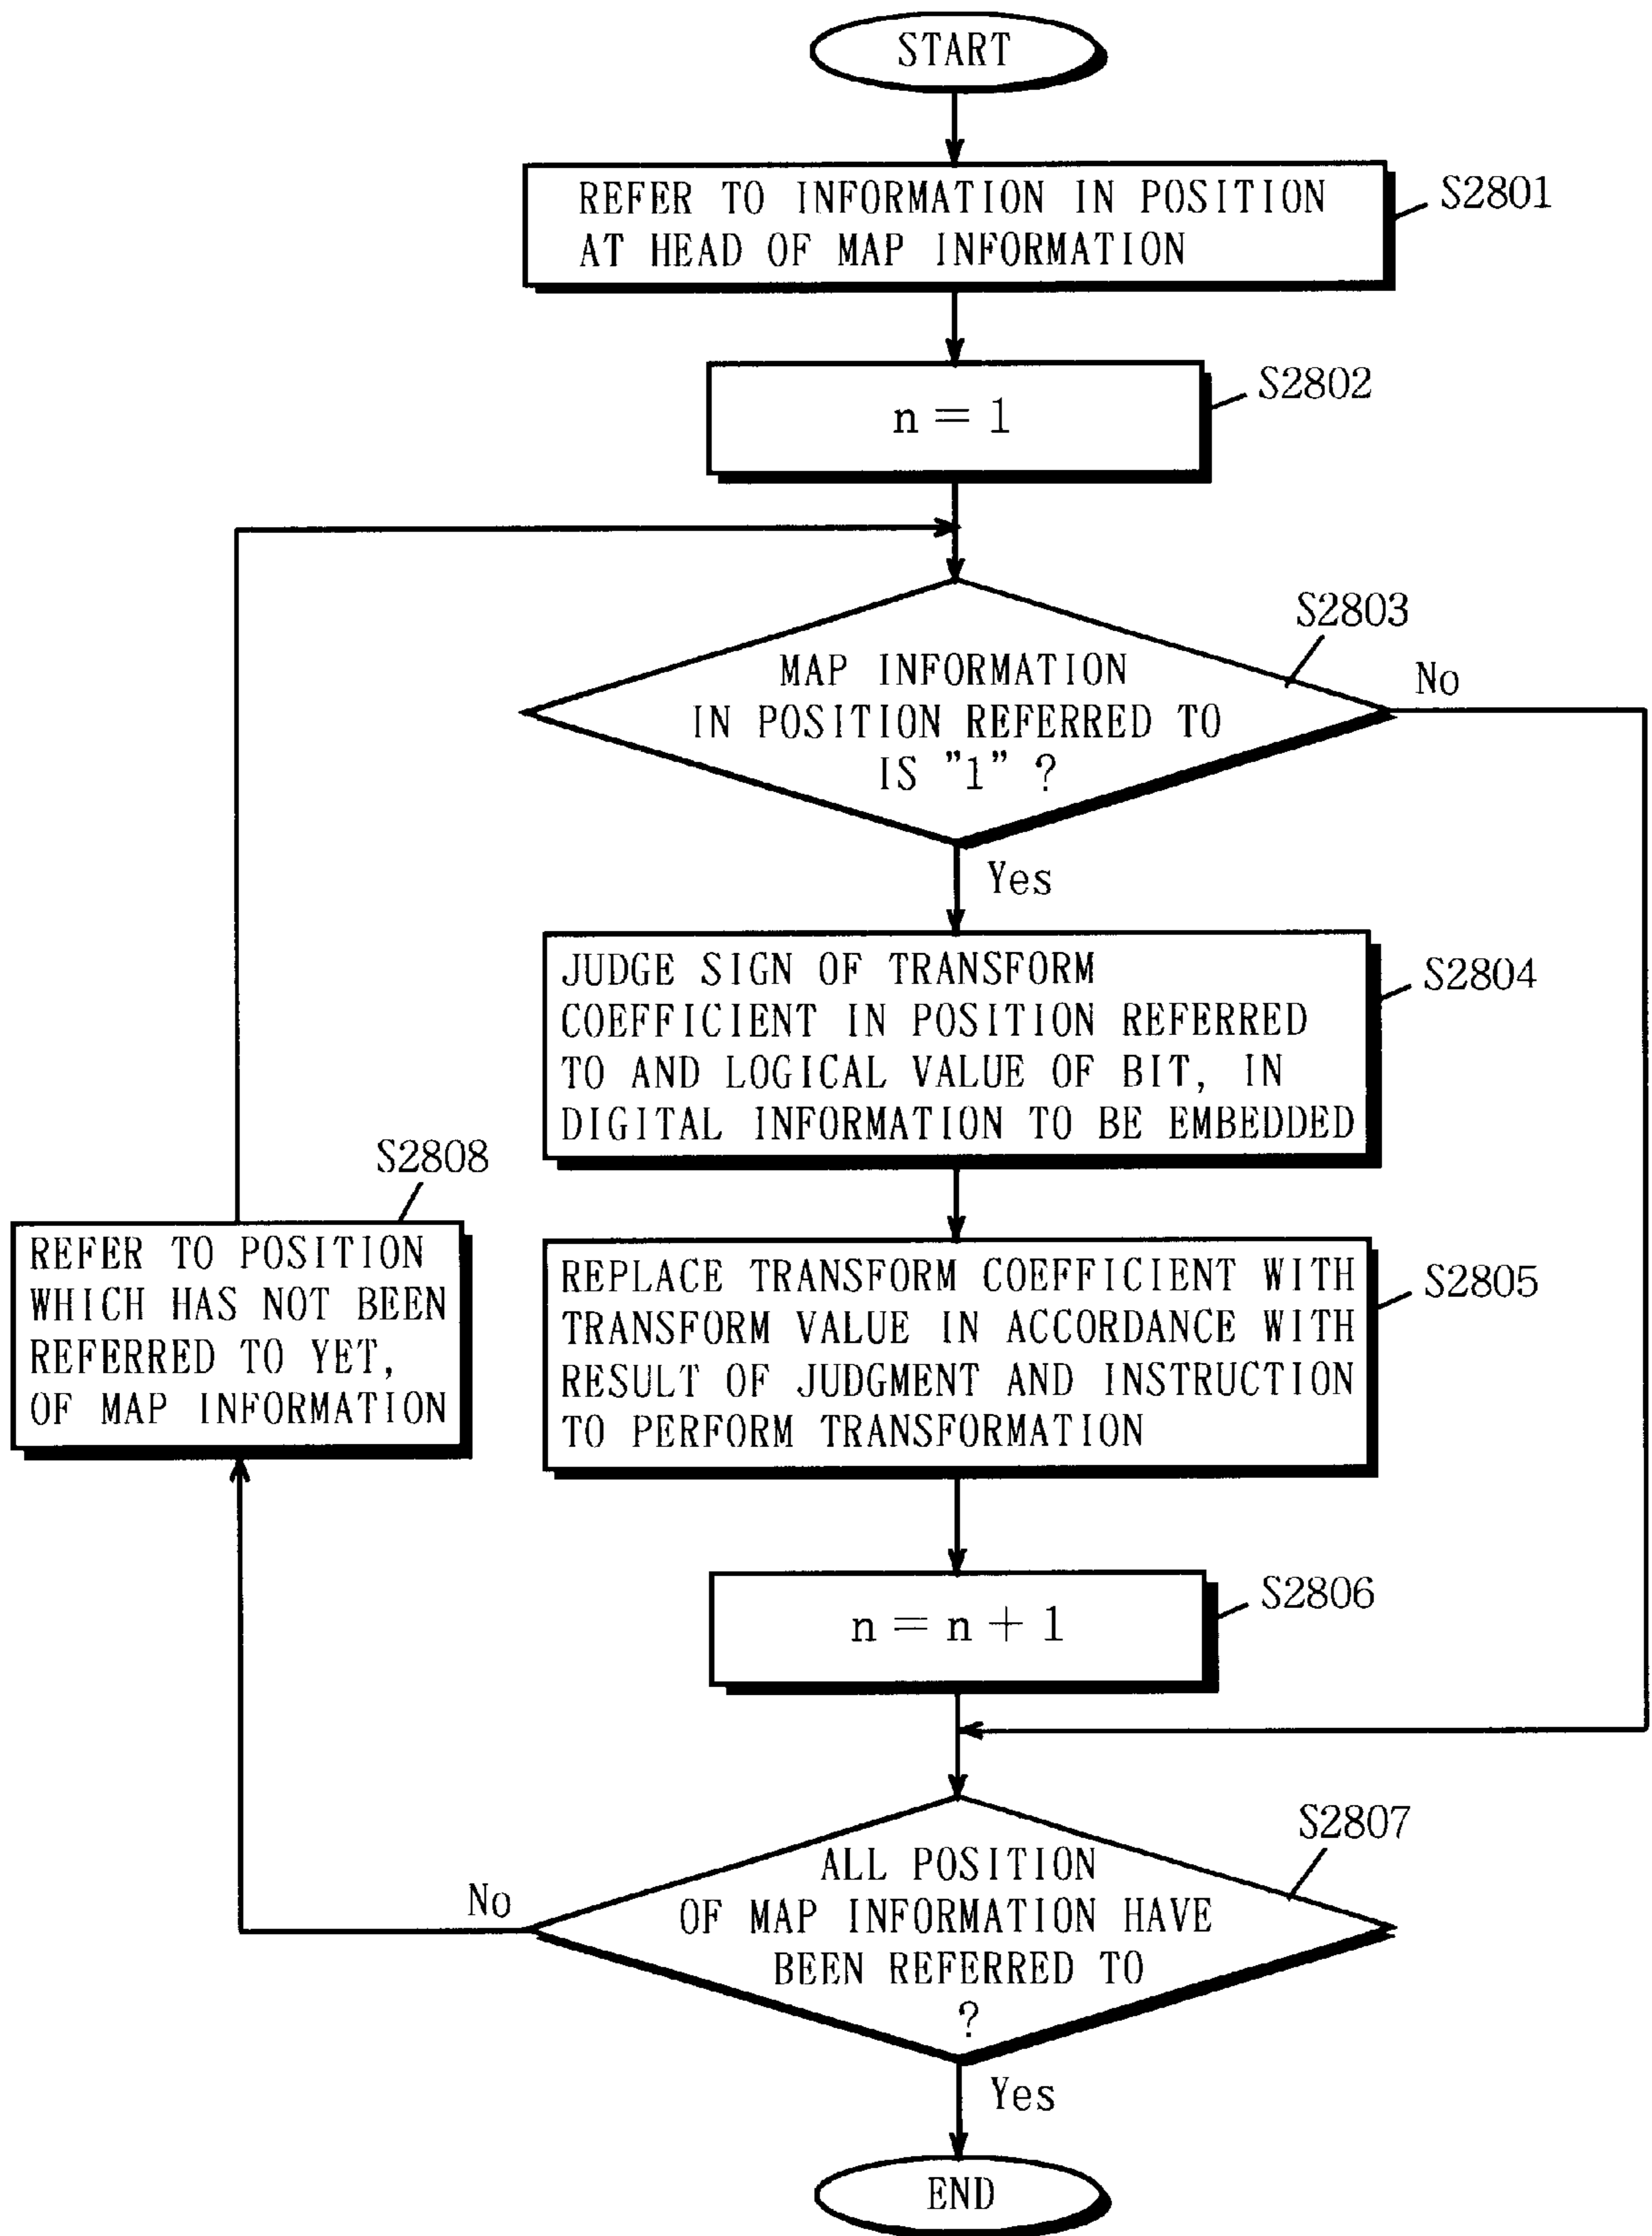 START
REFER TO INFORMATION IN POSITION
AT HEAD OF MAP INFORMATION
S2801
n = 1
S2802
MAP INFORMATION
IN POSITION REFERRED TO
IS "1" ?
S2803
No
Yes
JUDGE SIGN OF TRANSFORM
COEFFICIENT IN POSITION REFERRED
TO AND LOGICAL VALUE OF BIT, IN
DIGITAL INFORMATION TO BE EMBEDDED
S2804
S2808
REFER TO POSITION
WHICH HAS NOT BEEN
REFERRED TO YET,
OF MAP INFORMATION
REPLACE TRANSFORM COEFFICIENT WITH
TRANSFORM VALUE IN ACCORDANCE WITH
RESULT OF JUDGMENT AND INSTRUCTION
TO PERFORM TRANSFORMATION
S2805
n = n + 1
S2806
ALL POSITION
OF MAP INFORMATION HAVE
BEEN REFERRED TO
?
S2807
No
Yes
END